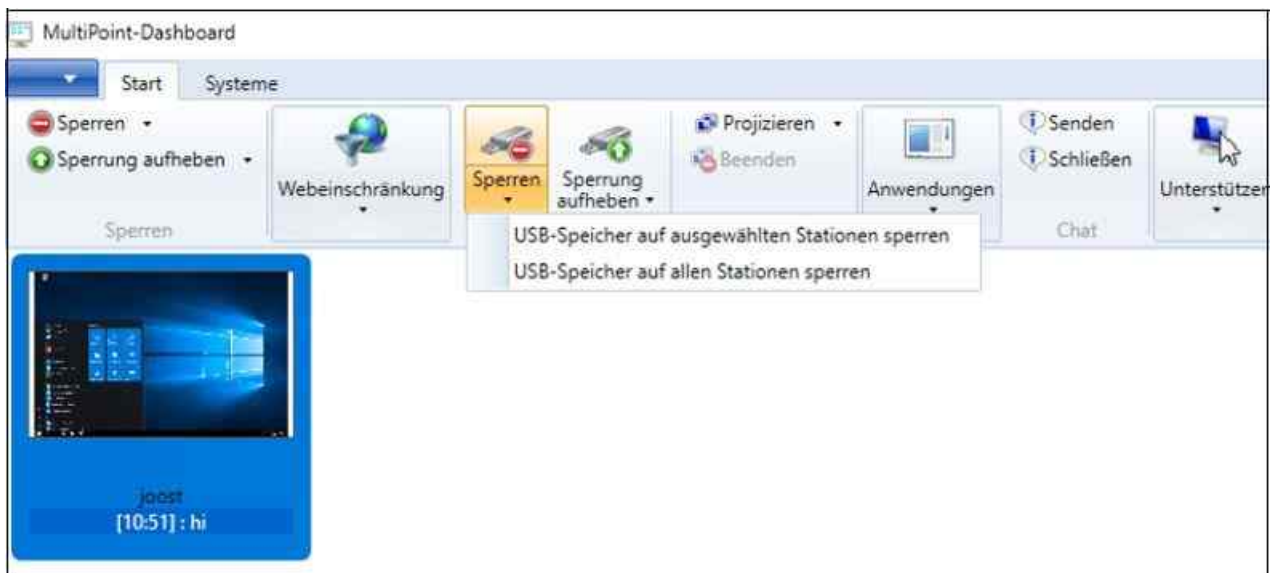 MultiPoint-Dashboard
Start Systeme
Sperren
Sperrung aufheben
Sperren
Webeinschränkung
Sperren
Sperrung
aufheben
Projizieren
Beenden
Anwendungen
Senden
Schließen
Chat
Unterstützen
USB-Speicher auf ausgewählten Stationen sperren
USB-Speicher auf allen Stationen sperren
joost
[10:51] : hi